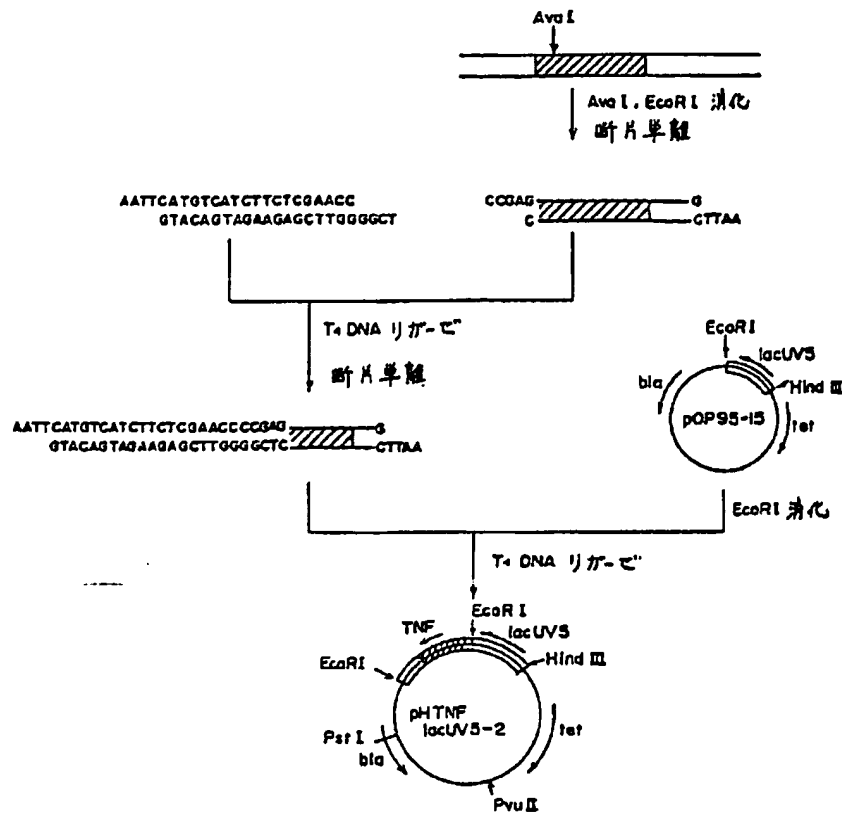 Ava I
Ava I, EcoR I 消化
断片単離
AATTCATGTCATCTTCTCGAACC
GTACAGTAGAAGAGCTTGGGGCT
CCGAG
G
G
CTTAA
T4 DNA リガーゼ
断片単離
EcoRI
lacUV5
bla
Hind III
pOP95-15
tet
AATTCATGTCATCTTCTCGAACCCCGAG
G
GTACAGTAGAAGAGCTTGGGGCTC
CTTAA
EcoRI 消化
T4 DNA リガーゼ
EcoR I
TNF
lacUV5
EcoRI
Hind III
pHTNF
lacUV5-2
Pst I
bla
tet
Pvu II